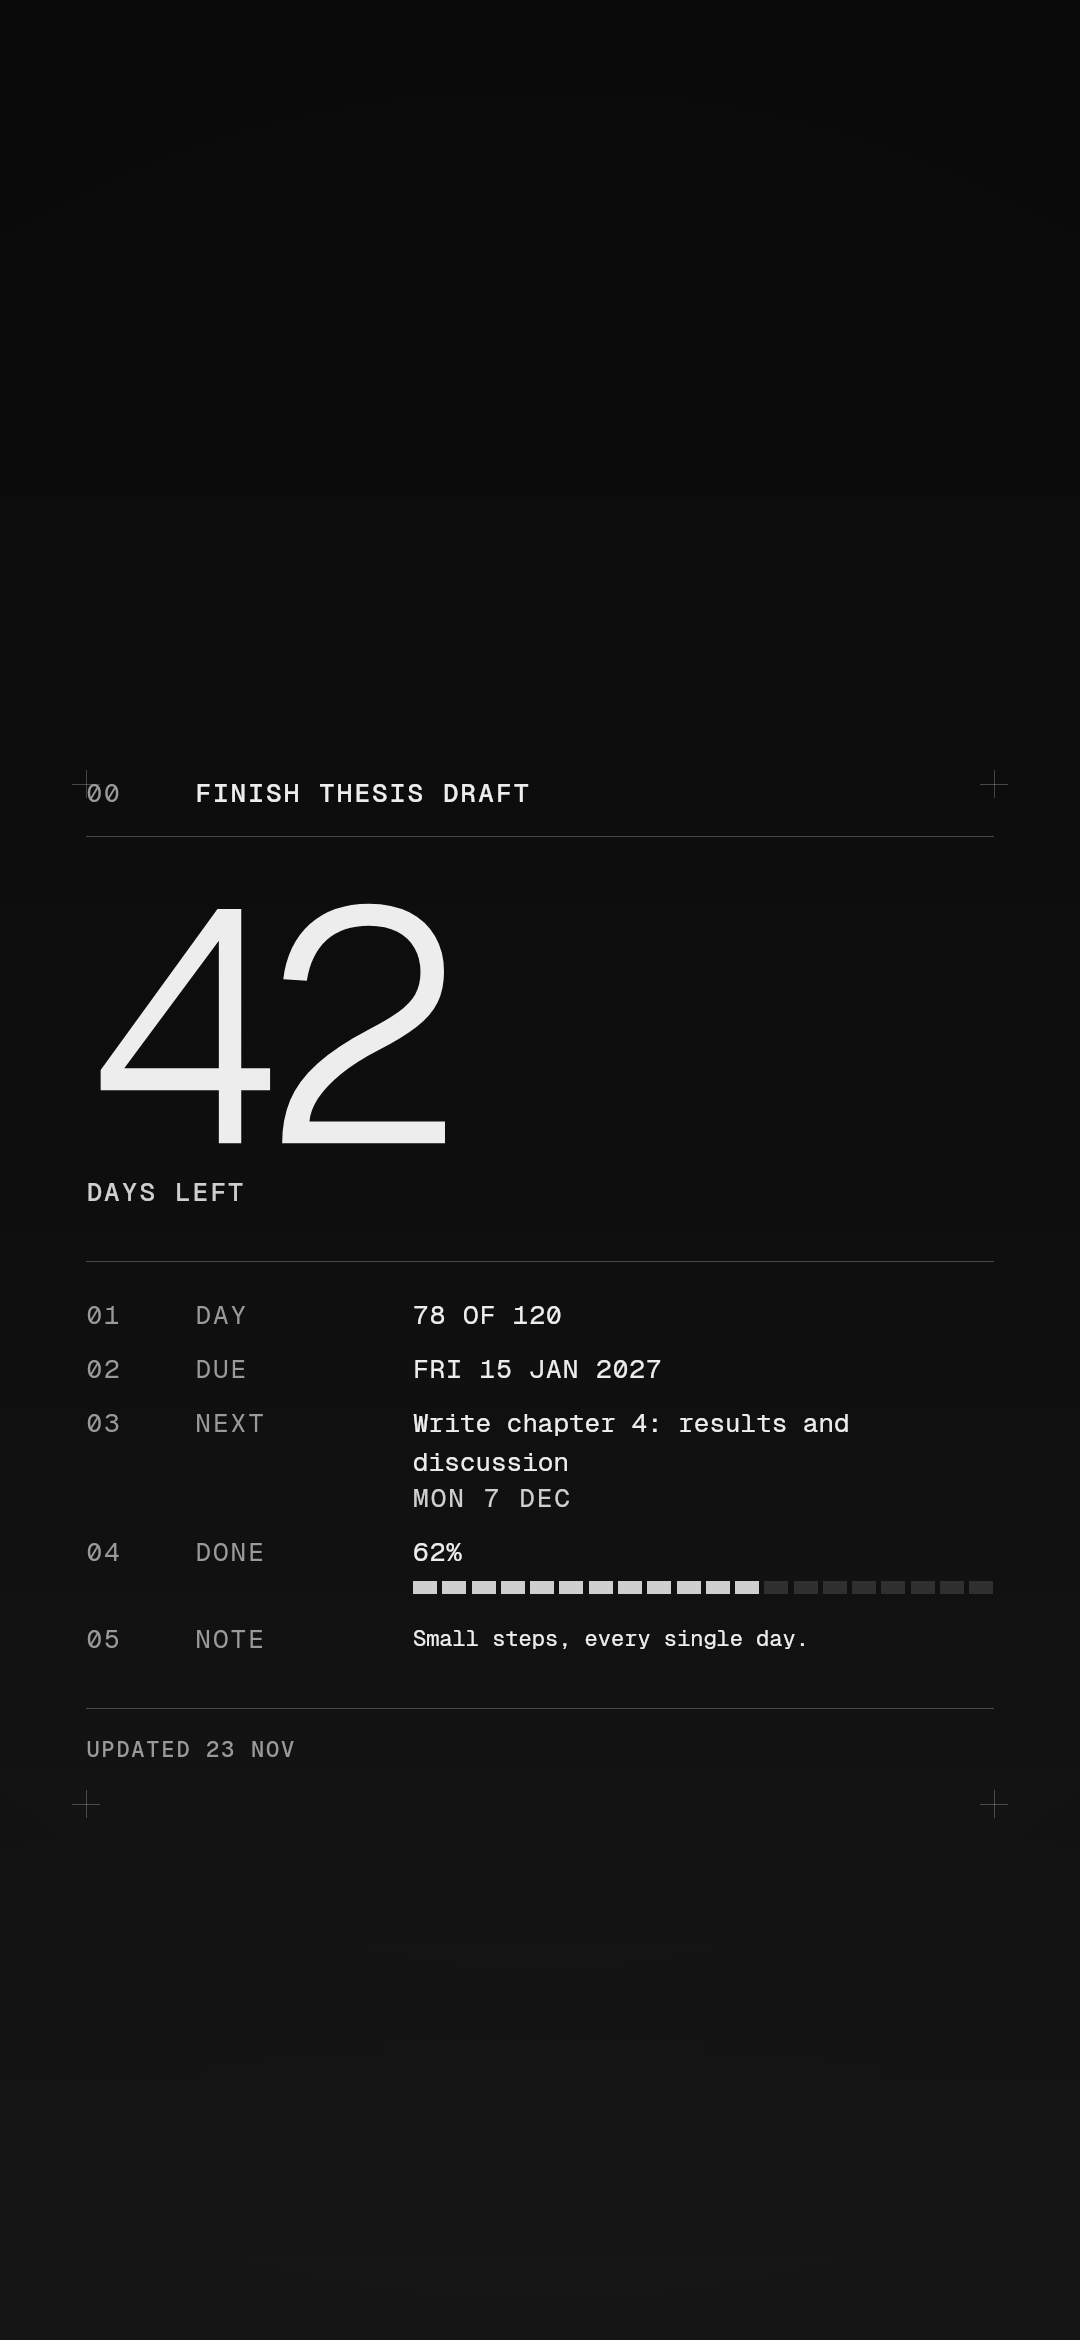 00 FINISH THESIS DRAFT
42
DAYS LEFT
01 DAY 78 OF 120
02 DUE FRI 15 JAN 2027
03 NEXT Write chapter 4: results and
discussion
MON 7 DEC
04 DONE 62%
05 NOTE Small steps, every single day.
UPDATED 23 NOV